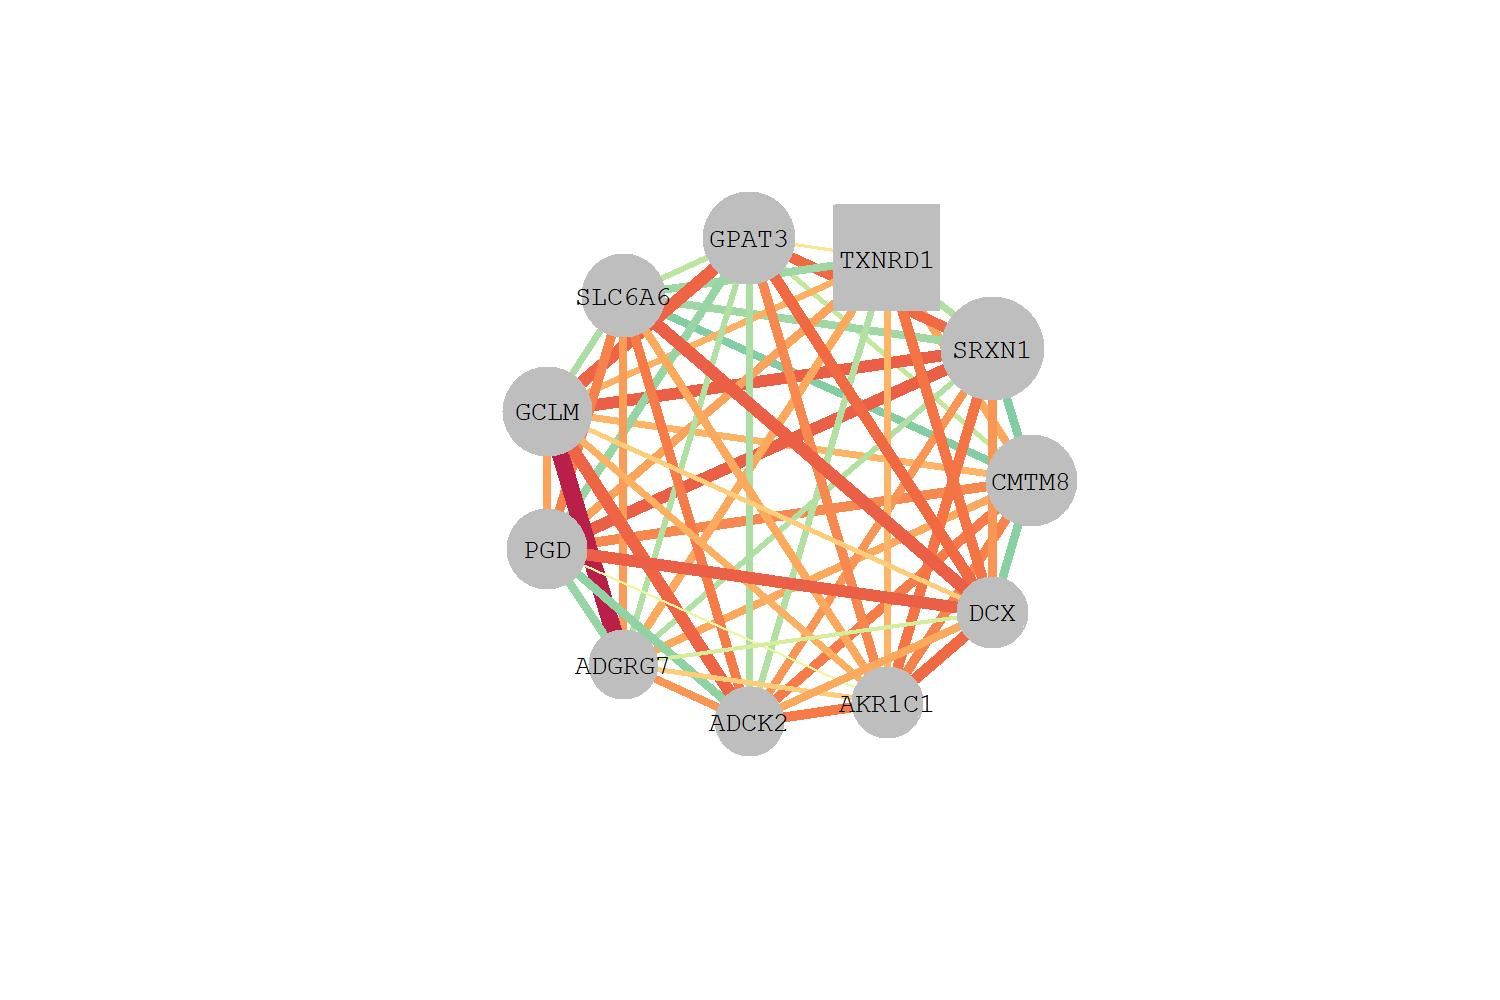 GPAT3
TXNRD1
SLC6A6
SRXN1
GCLM
CMTM8
PGD
DCX
ADGRG7
AKR1C1
ADCK2